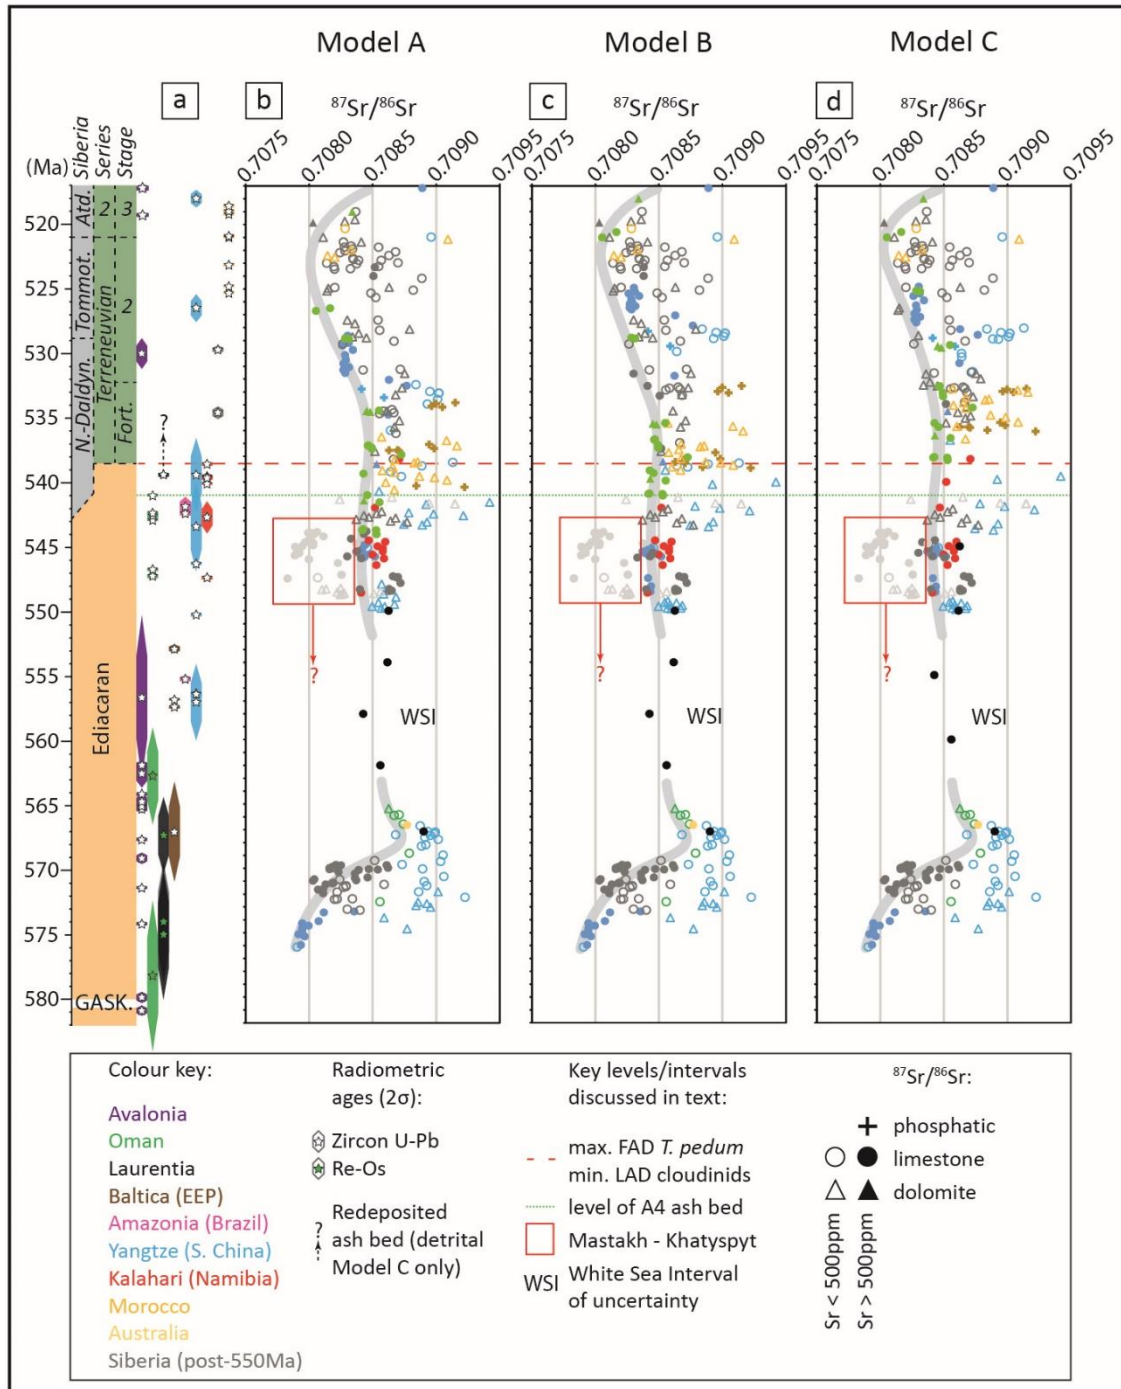 Model A
Model B
Model C
a
b
c
d
⁸⁷Sr/⁸⁶Sr
⁸⁷Sr/⁸⁶Sr
⁸⁷Sr/⁸⁶Sr
0.7075
0.7080
0.7085
0.7090
0.7095
0.7075
0.7080
0.7085
0.7090
0.7095
0.7075
0.7080
0.7085
0.7090
0.7095
(Ma)
Siberia
Series
Stage
520
525
530
535
540
545
550
555
560
565
570
575
580
Atd.
Tommot.
N.-Daldyn.
2
Terreneuvian
3
2
Fort.
Ediacaran
GASK.
?
?
?
?
WSI
WSI
WSI
Colour key:
Avalonia
Oman
Laurentia
Baltica (EEP)
Amazonia (Brazil)
Yangtze (S. China)
Kalahari (Namibia)
Morocco
Australia
Siberia (post-550Ma)
Radiometric
ages (2σ):
Zircon U-Pb
Re-Os
?
Redeposited
ash bed (detrital
Model C only)
Key levels/intervals
discussed in text:
max. FAD T. pedum
min. LAD cloudinids
level of A4 ash bed
Mastakh - Khatyspyt
WSI White Sea Interval
of uncertainty
⁸⁷Sr/⁸⁶Sr:
phosphatic
limestone
dolomite
Sr < 500ppm
Sr > 500ppm